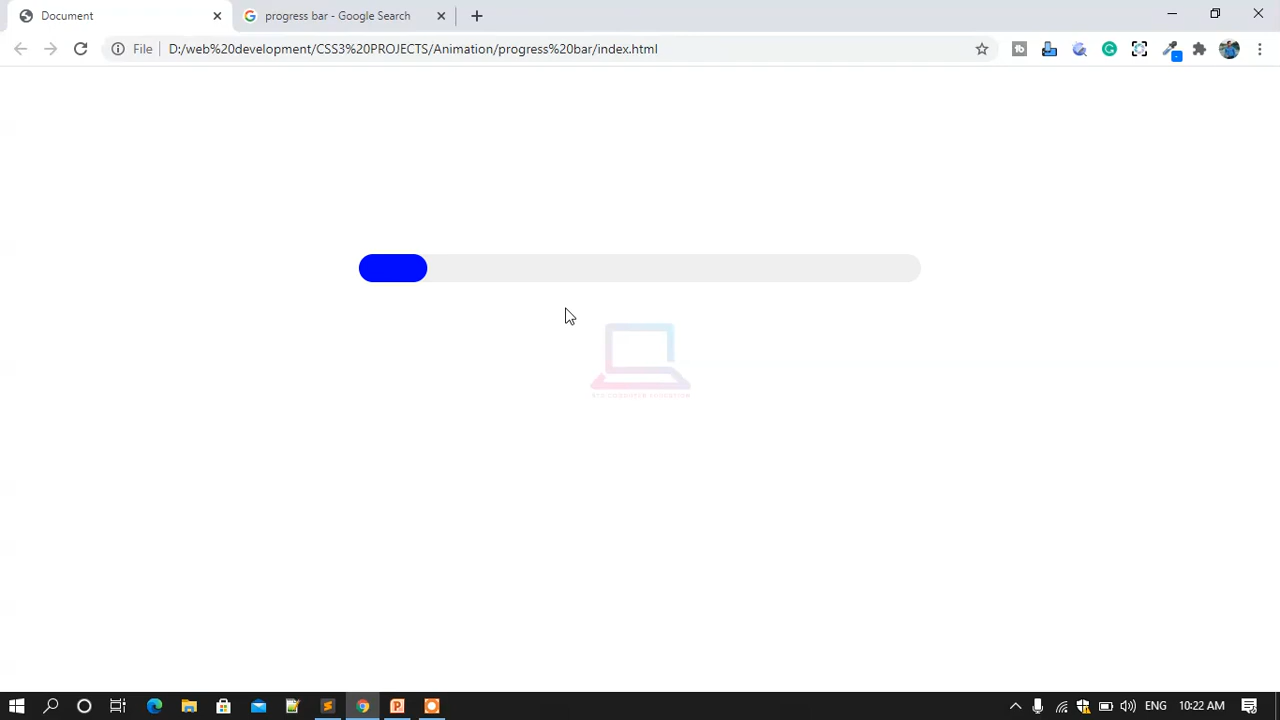 Document
progress bar - Google Search
File
D:/web%20development/CSS3%20PROJECTS/Animation/progress%20bar/index.html
ENG
10:22 AM